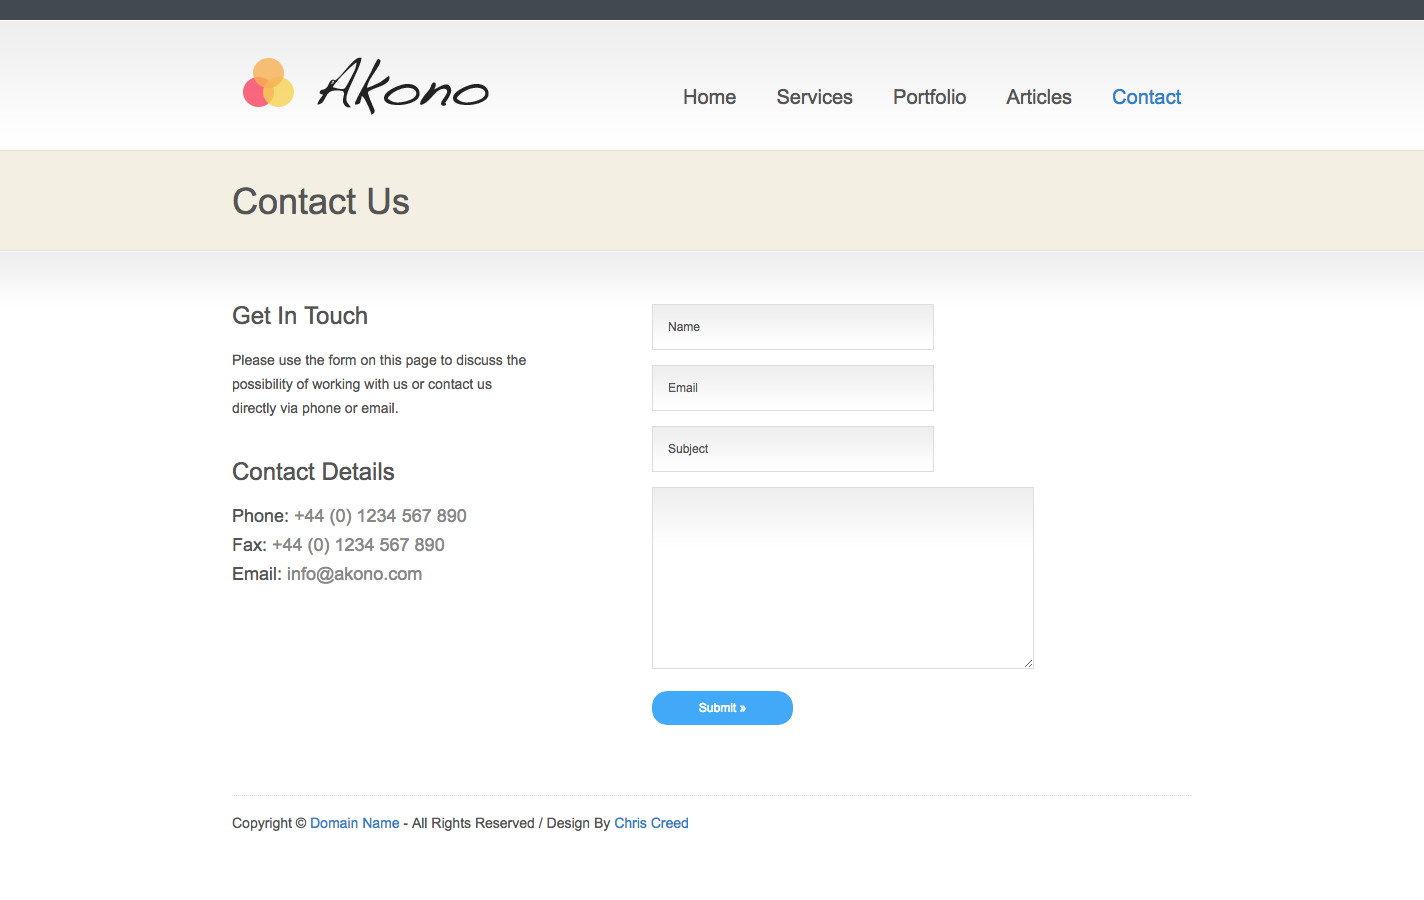 Akono
Home Services Portfolio Articles Contact
Contact Us
Get In Touch
Please use the form on this page to discuss the
possibility of working with us or contact us
directly via phone or email.
Contact Details
Phone: +44 (0) 1234 567 890
Fax: +44 (0) 1234 567 890
Email: info@akono.com
Name
Email
Subject
Submit »
Copyright © Domain Name - All Rights Reserved / Design By Chris Creed